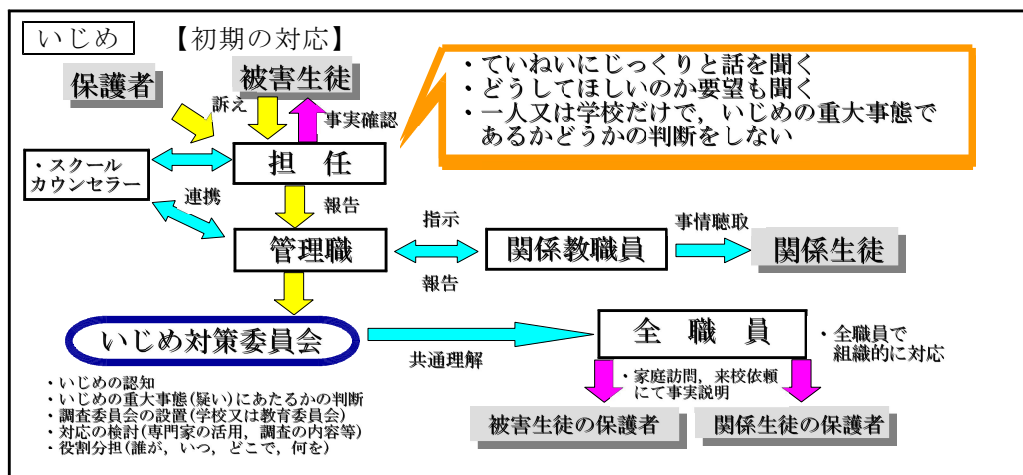 いじめ 【初期の対応】
保護者
被害生徒
訴え
事実確認
・ていねいにじっくりと話を聞く
・どうしてほしいのか要望も聞く
・一人又は学校だけで，いじめの重大事態で
あるかどうかの判断をしない
・スクール
カウンセラー
担 任
連携
報告
管理職
指示
報告
関係教職員
事情聴取
関係生徒
いじめ対策委員会
共通理解
全 職 員
・全職員で
組織的に対応
・いじめの認知
・いじめの重大事態(疑い)にあたるかの判断
・調査委員会の設置(学校又は教育委員会)
・対応の検討(専門家の活用，調査の内容等)
・役割分担(誰が，いつ，どこで，何を)
・家庭訪問，来校依頼
にて事実説明
被害生徒の保護者
関係生徒の保護者